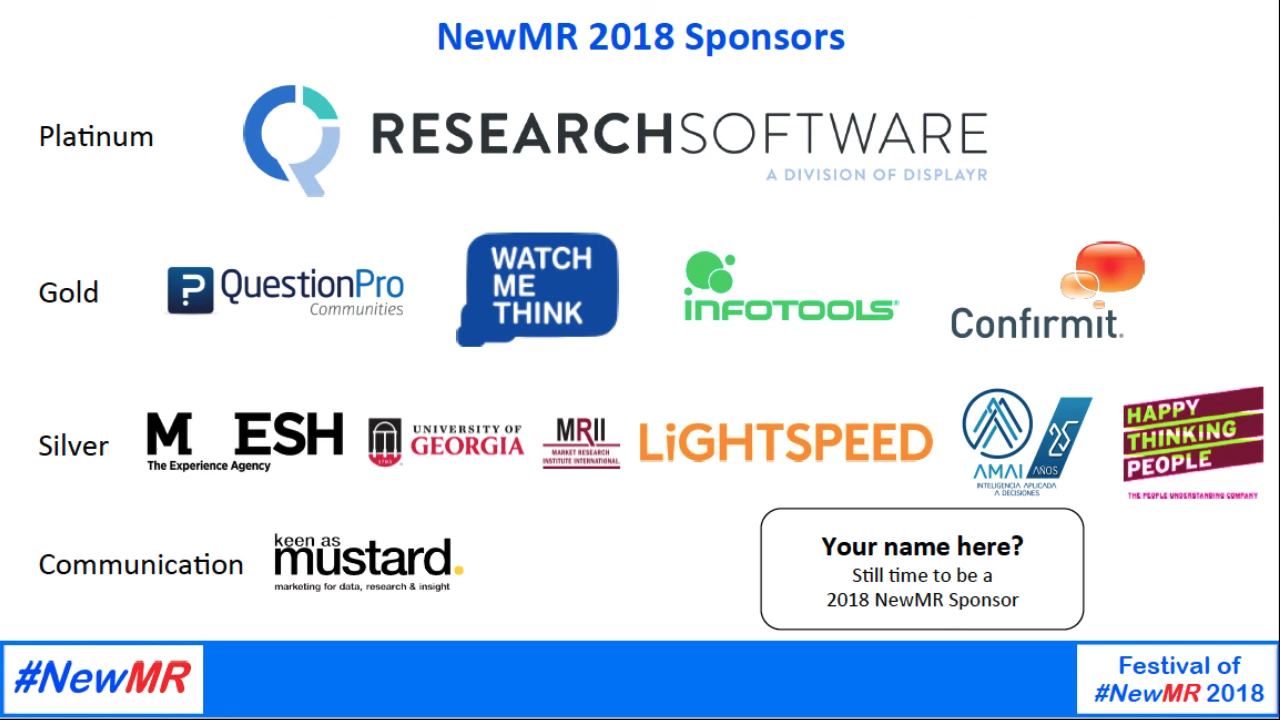 NewMR 2018 Sponsors
Platinum
RESEARCHSOFTWARE
A DIVISION OF DISPLAYR
Gold
?
QuestionPro
Communities
WATCH
ME
THINK
INFOTOOLS®
Confirmit.
Silver
M ESH
The Experience Agency
1785
UNIVERSITY OF
GEORGIA
MRII
MARKET RESEARCH
INSTITUTE INTERNATIONAL
LiGHTSPEED
AMAI
INTELIGENCIA APLICADA
A DECISIONES
25
AÑOS
HAPPY
THINKING
PEOPLE
THE PEOPLE UNDERSTANDING COMPANY
Communication
keen as
mustard.
marketing for data, research & insight
Your name here?
Still time to be a
2018 NewMR Sponsor
#NewMR
Festival of
#NewMR 2018